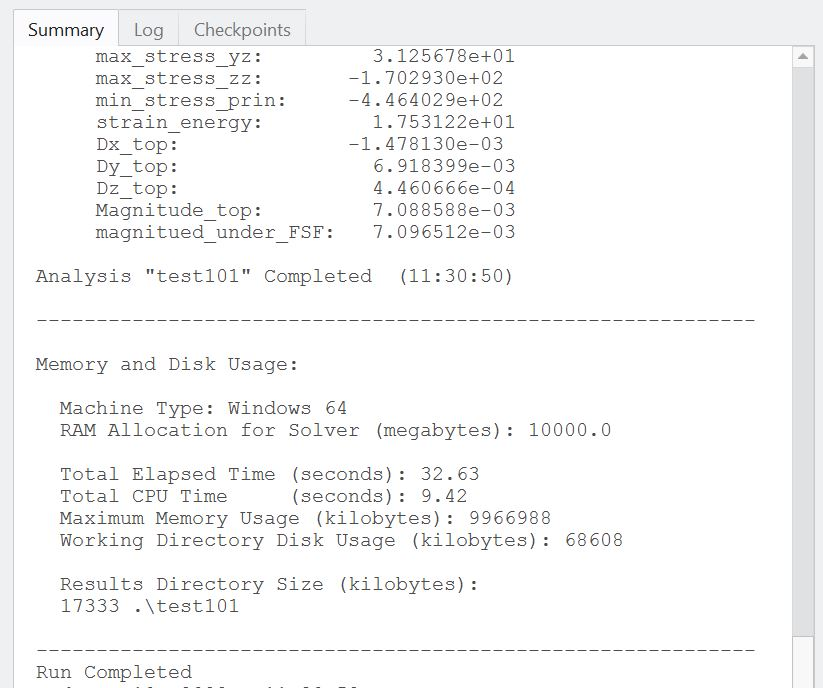 Summary Log Checkpoints
max_stress_yz: 3.125678e+01
max_stress_zz: -1.702930e+02
min_stress_prin: -4.464029e+02
strain_energy: 1.753122e+01
Dx_top: -1.478130e-03
Dy_top: 6.918399e-03
Dz_top: 4.460666e-04
Magnitude_top: 7.088588e-03
magnitued_under_FSF: 7.096512e-03
Analysis "test101" Completed (11:30:50)
------------------------------------------------------------
Memory and Disk Usage:
Machine Type: Windows 64
RAM Allocation for Solver (megabytes): 10000.0
Total Elapsed Time (seconds): 32.63
Total CPU Time (seconds): 9.42
Maximum Memory Usage (kilobytes): 9966988
Working Directory Disk Usage (kilobytes): 68608
Results Directory Size (kilobytes):
17333 .\test101
------------------------------------------------------------
Run Completed